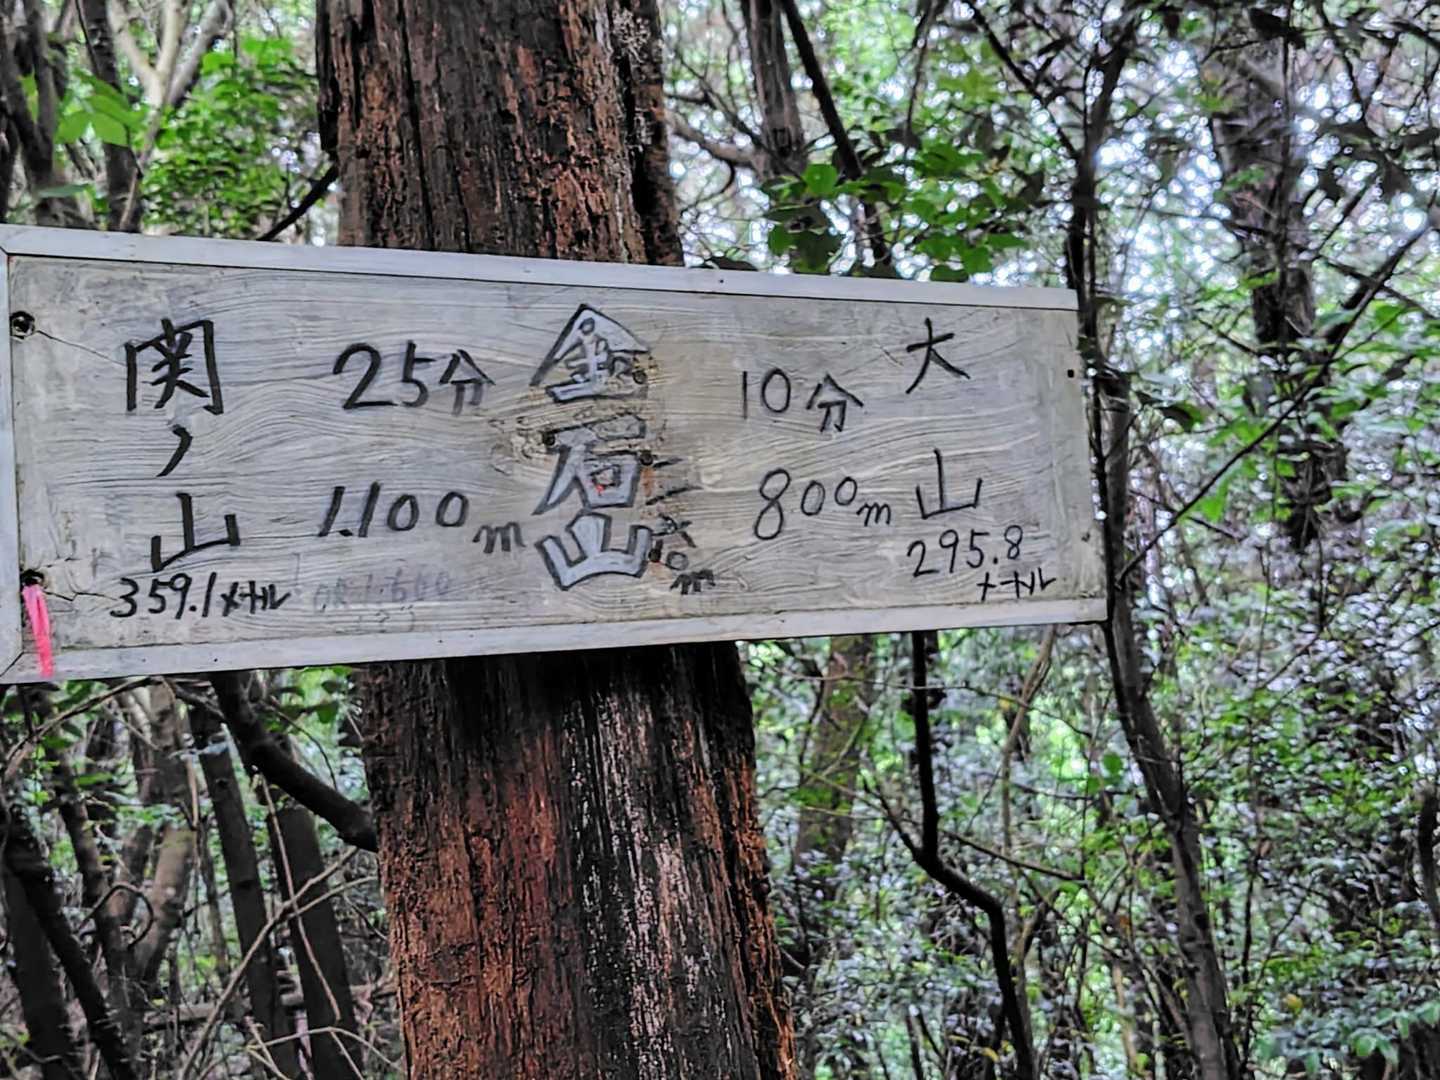 関ノ山
359.1メートル
25分
1.100m
金石山
10分
800m
大山
295.8
メートル